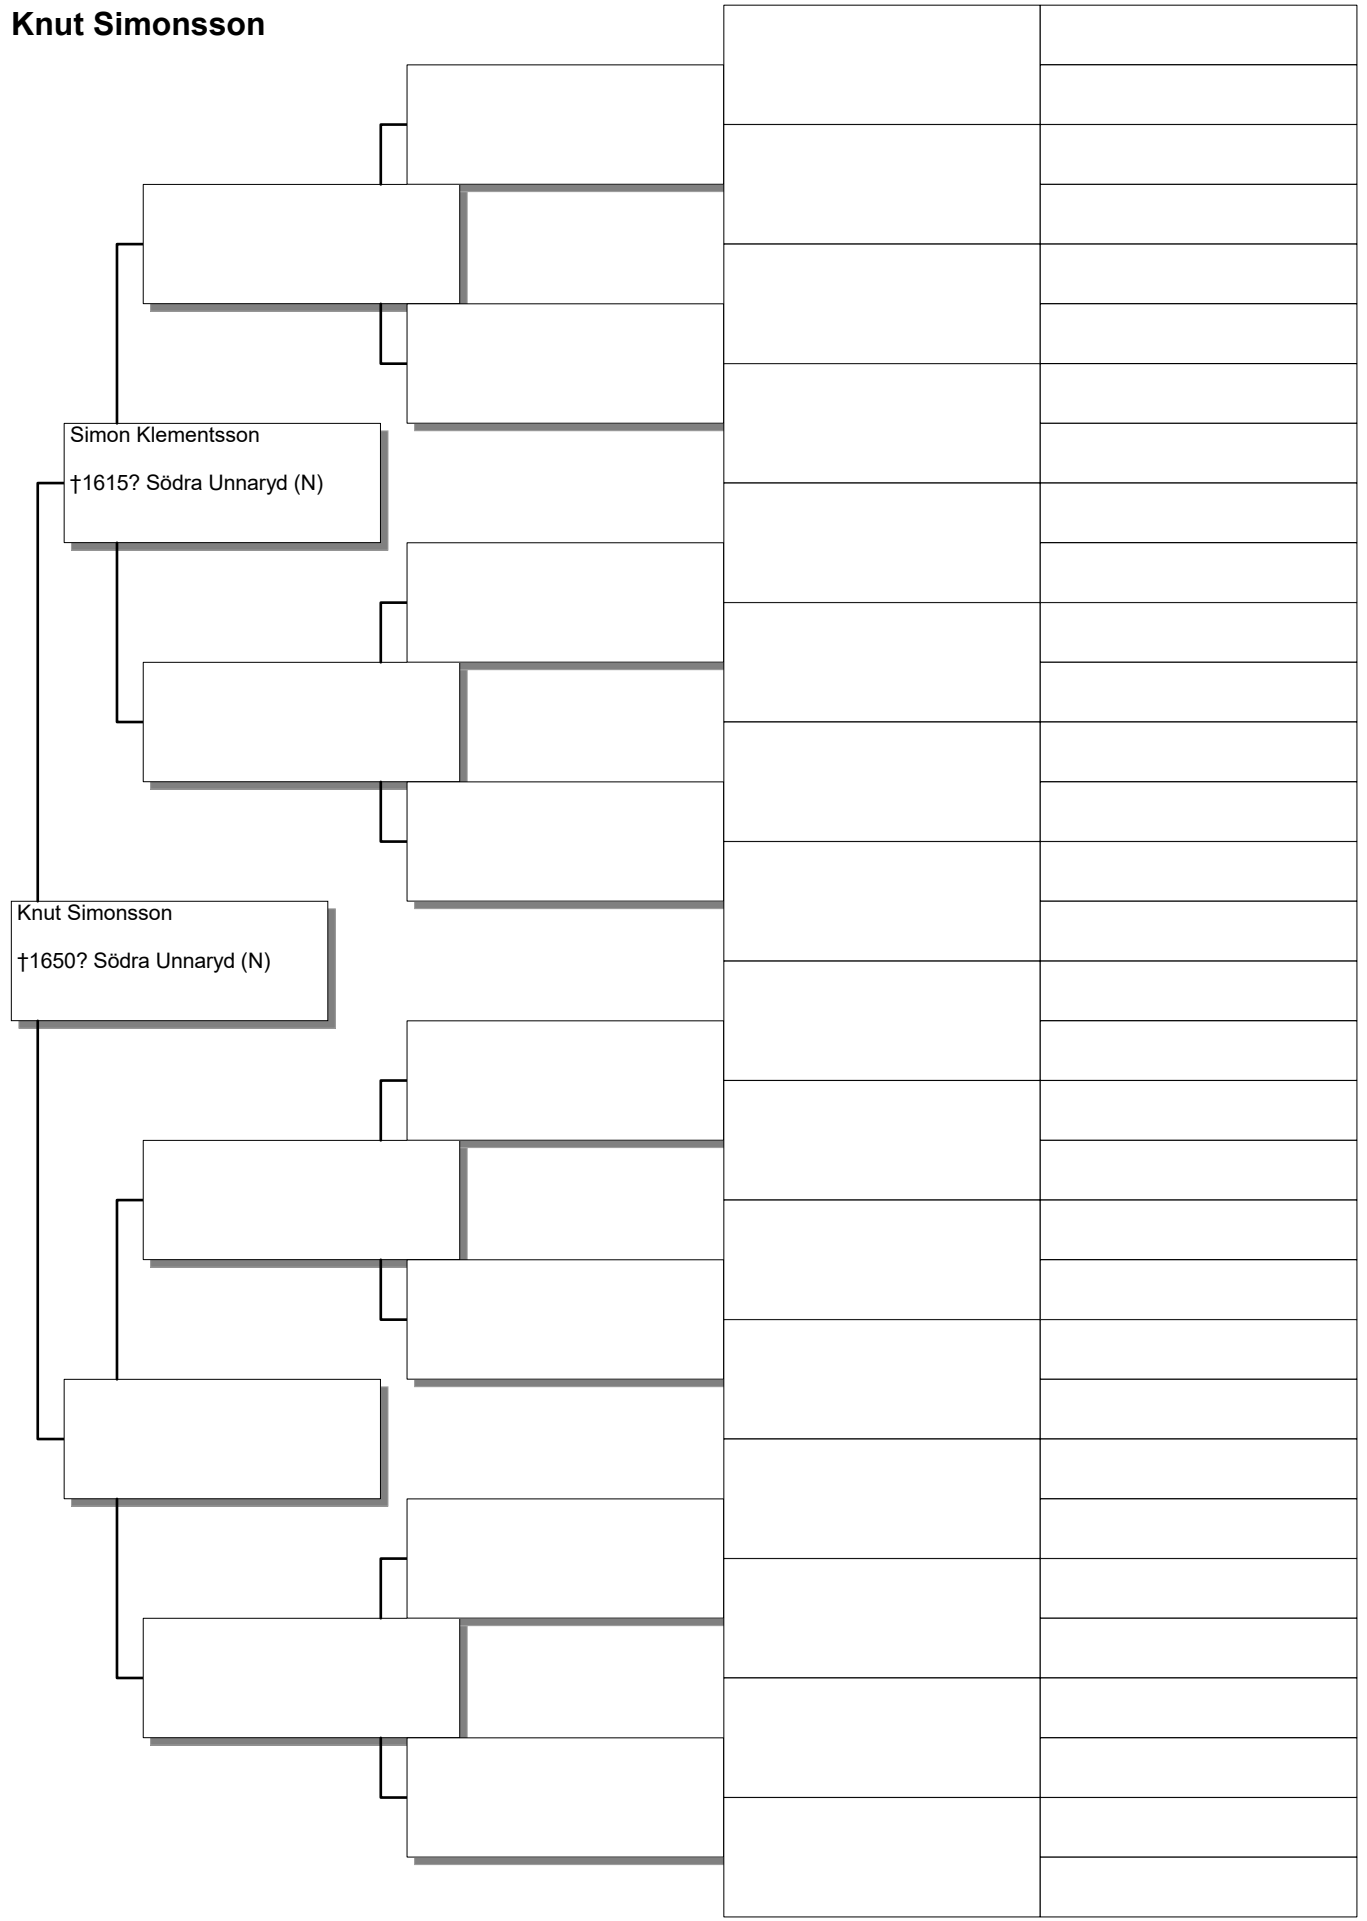 Knut Simonsson
Simon Klementsson
†1615? Södra Unnaryd (N)
Knut Simonsson
†1650? Södra Unnaryd (N)